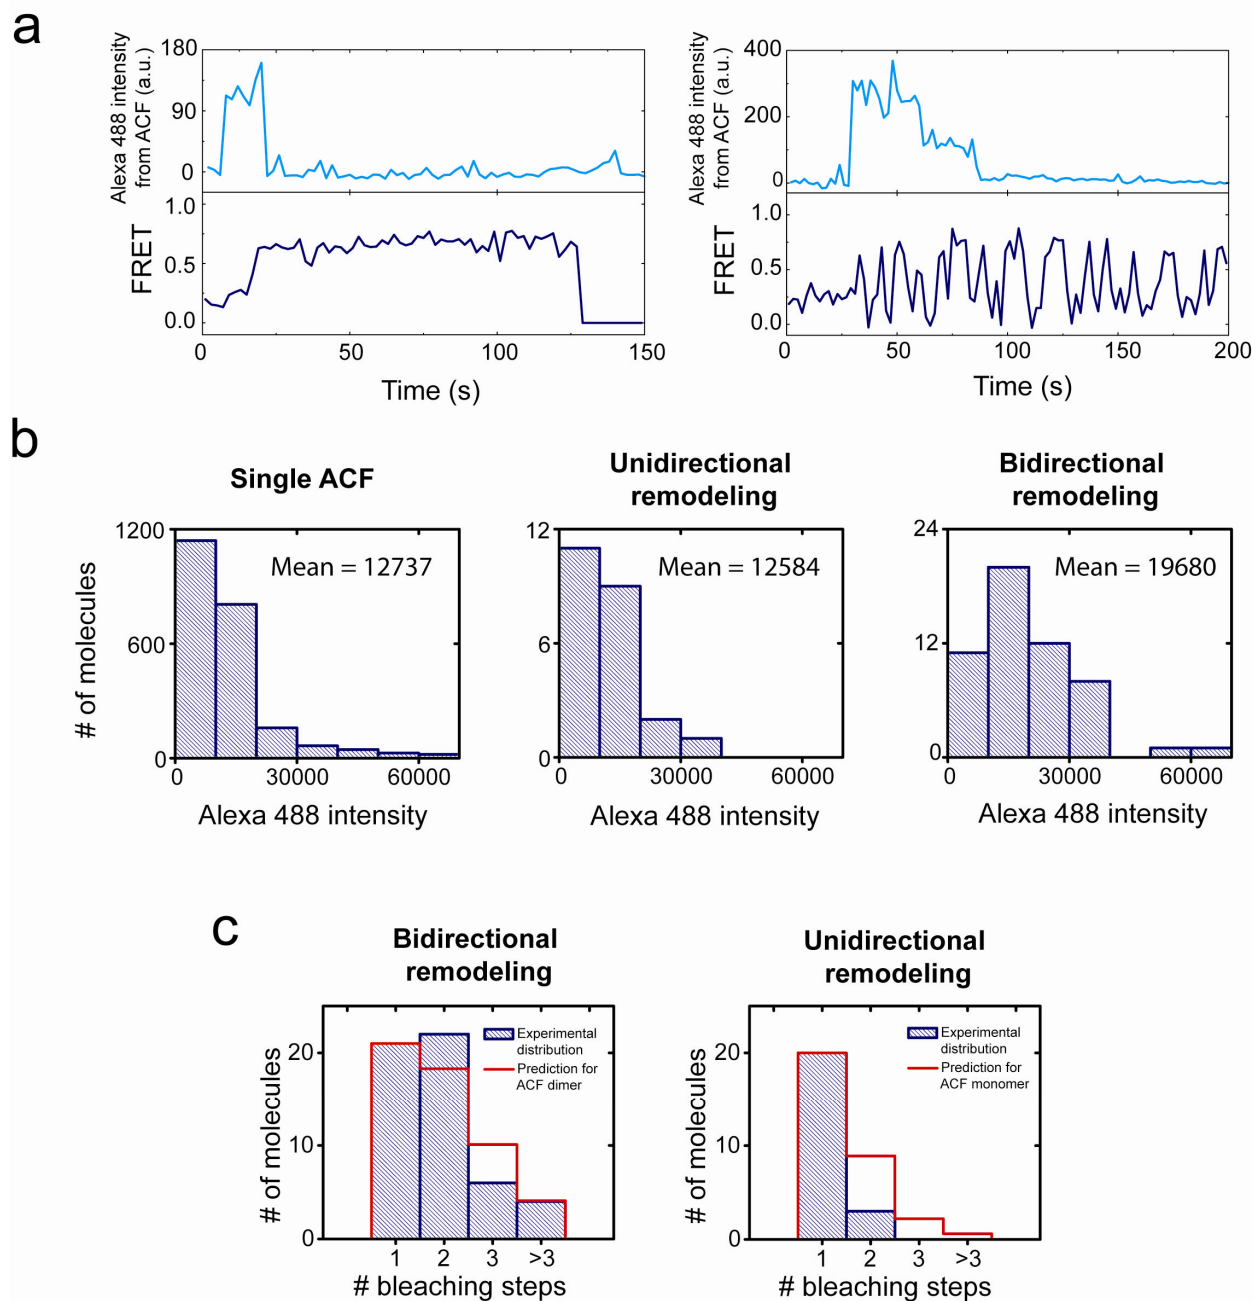 a
Alexa 488 intensity
from ACF (a.u.)
180
90
0
FRET
1.0
0.5
0.0
0 50 100 150
Time (s)
Alexa 488 intensity
from ACF (a.u.)
400
200
0
FRET
1.0
0.5
0.0
0 50 100 150 200
Time (s)
b
Single ACF
Mean = 12737
# of molecules
1200
600
0
0 30000 60000
Alexa 488 intensity
Unidirectional
remodeling
Mean = 12584
12
6
0
0 30000 60000
Alexa 488 intensity
Bidirectional
remodeling
Mean = 19680
24
12
0
0 30000 60000
Alexa 488 intensity
c
Bidirectional
remodeling
Experimental
distribution
Prediction for
ACF dimer
# of molecules
20
10
0
1 2 3 >3
# bleaching steps
Unidirectional
remodeling
Experimental
distribution
Prediction for
ACF monomer
# of molecules
20
10
0
1 2 3 >3
# bleaching steps